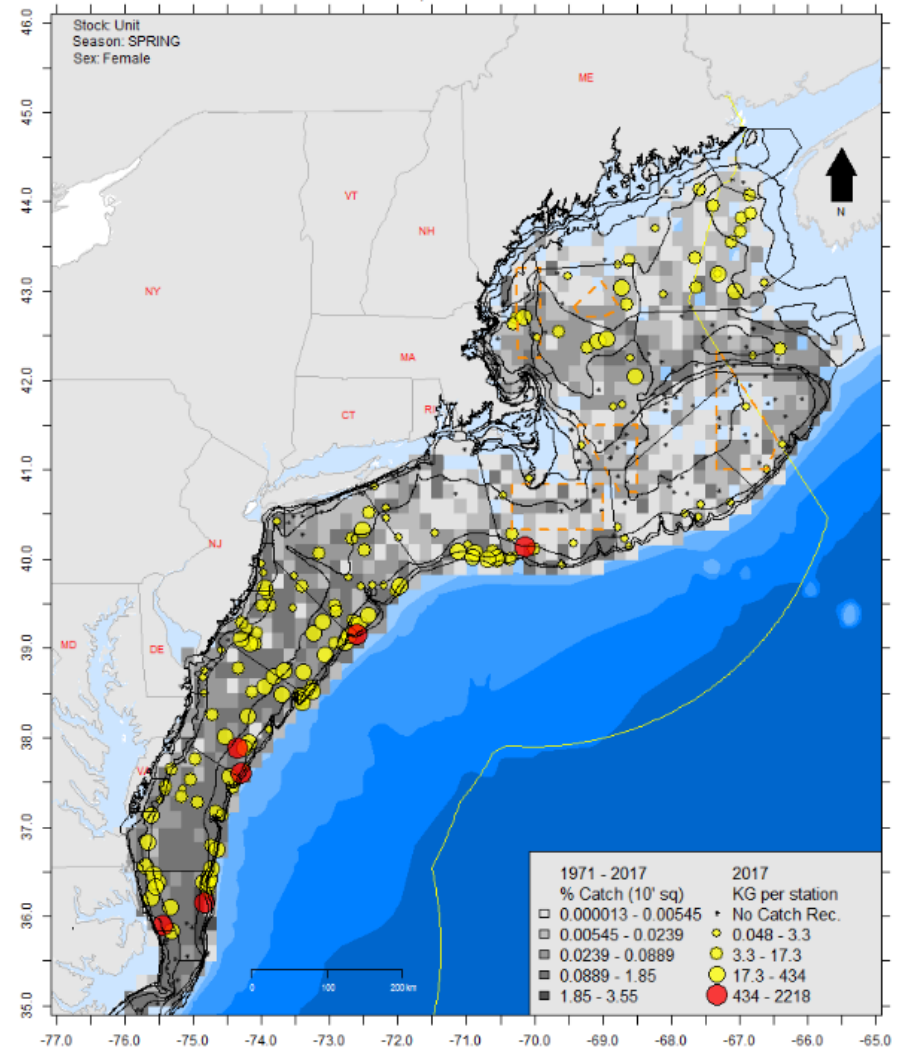 Stock: Unit
Season: SPRING
Sex: Female
46.0
45.0
44.0
43.0
42.0
41.0
40.0
39.0
38.0
37.0
36.0
35.0
ME
VT
NH
NY
MA
CT
RI
NJ
MD
DE
VA
N
1971 - 2017
% Catch (10' sq)
0.000013 - 0.00545
0.00545 - 0.0239
0.0239 - 0.0889
0.0889 - 1.85
1.85 - 3.55
2017
KG per station
No Catch Rec.
0.048 - 3.3
3.3 - 17.3
17.3 - 434
434 - 2218
0 100 200 km
-77.0 -76.0 -75.0 -74.0 -73.0 -72.0 -71.0 -70.0 -69.0 -68.0 -67.0 -66.0 -65.0